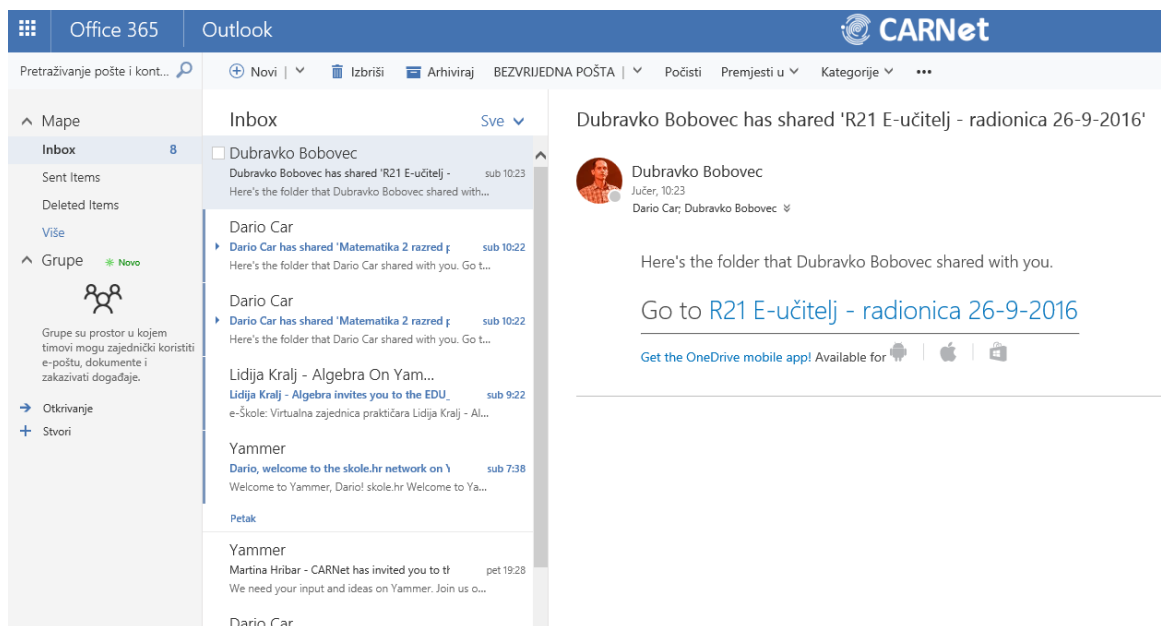 Office 365
Outlook
CARNet
Pretraživanje pošte i kont...
Novi
Izbriši
Arhiviraj
BEZVRIJEDNA POŠTA
Počisti
Premjesti u
Kategorije
•••
Mape
Inbox 8
Sent Items
Deleted Items
Više
Grupe Novo
Grupe su prostor u kojem
timovi mogu zajednički koristiti
e-poštu, dokumente i
zakazivati događaje.
Otkrivanje
Stvori
Inbox Sve
Dubravko Bobovec
Dubravko Bobovec has shared 'R21 E-učitelj - sub 10:23
Here's the folder that Dubravko Bobovec shared with...
Dario Car
Dario Car has shared 'Matematika 2 razred sub 10:22
Here's the folder that Dario Car shared with you. Go t...
Dario Car
Dario Car has shared 'Matematika 2 razred sub 10:22
Here's the folder that Dario Car shared with you. Go t...
Lidija Kralj - Algebra On Yam...
Lidija Kralj - Algebra invites you to the EDU_ sub 9:22
e-Škole: Virtualna zajednica praktičara Lidija Kralj - Al...
Yammer
Dario, welcome to the skole.hr network on sub 7:38
Welcome to Yammer, Dario! skole.hr Welcome to Ya...
Petak
Yammer
Martina Hribar - CARNet has invited you to pet 19:28
We need your input and ideas on Yammer. Join us o...
Dario Car
Dubravko Bobovec has shared 'R21 E-učitelj - radionica 26-9-2016'
Dubravko Bobovec
Jučer, 10:23
Dario Car; Dubravko Bobovec
Here's the folder that Dubravko Bobovec shared with you.
Go to R21 E-učitelj - radionica 26-9-2016
Get the OneDrive mobile app! Available for